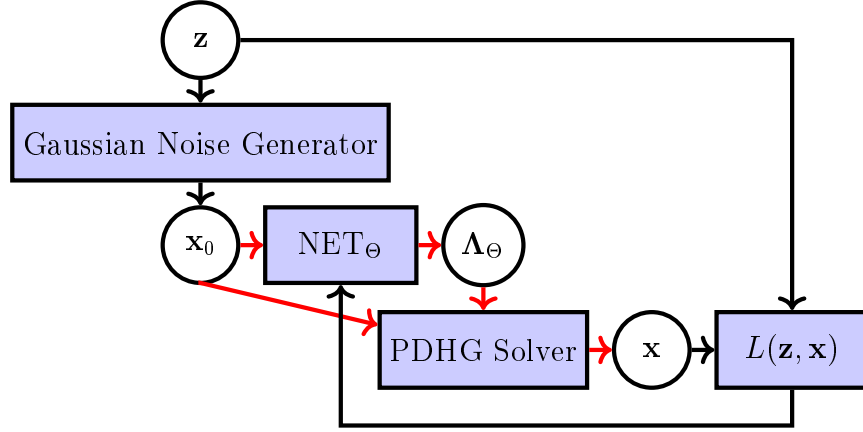 z
Gaussian Noise Generator
x₀
NET_Θ
Λ_Θ
PDHG Solver
x
L(z, x)